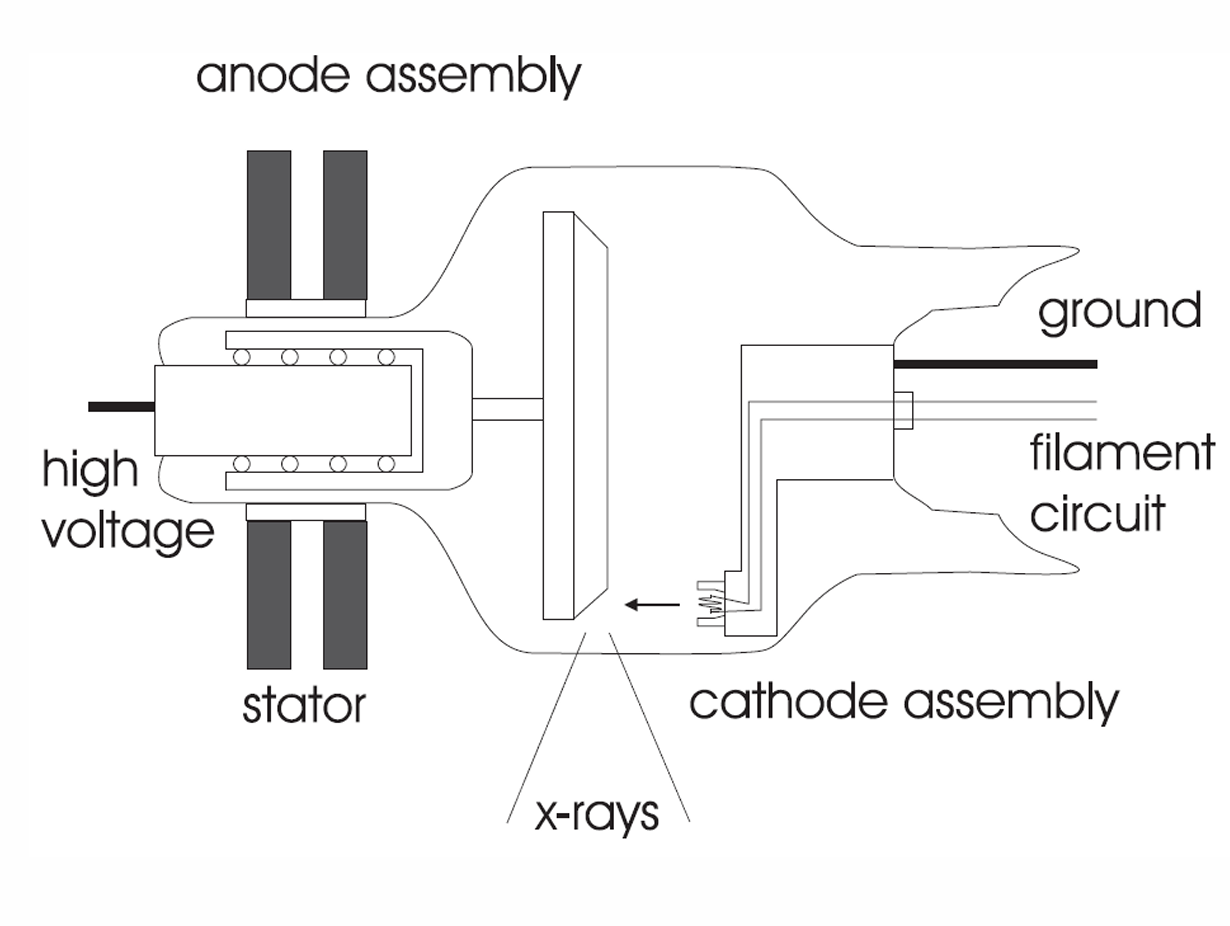 anode assembly
ground
high
voltage
filament
circuit
stator
cathode assembly
x-rays